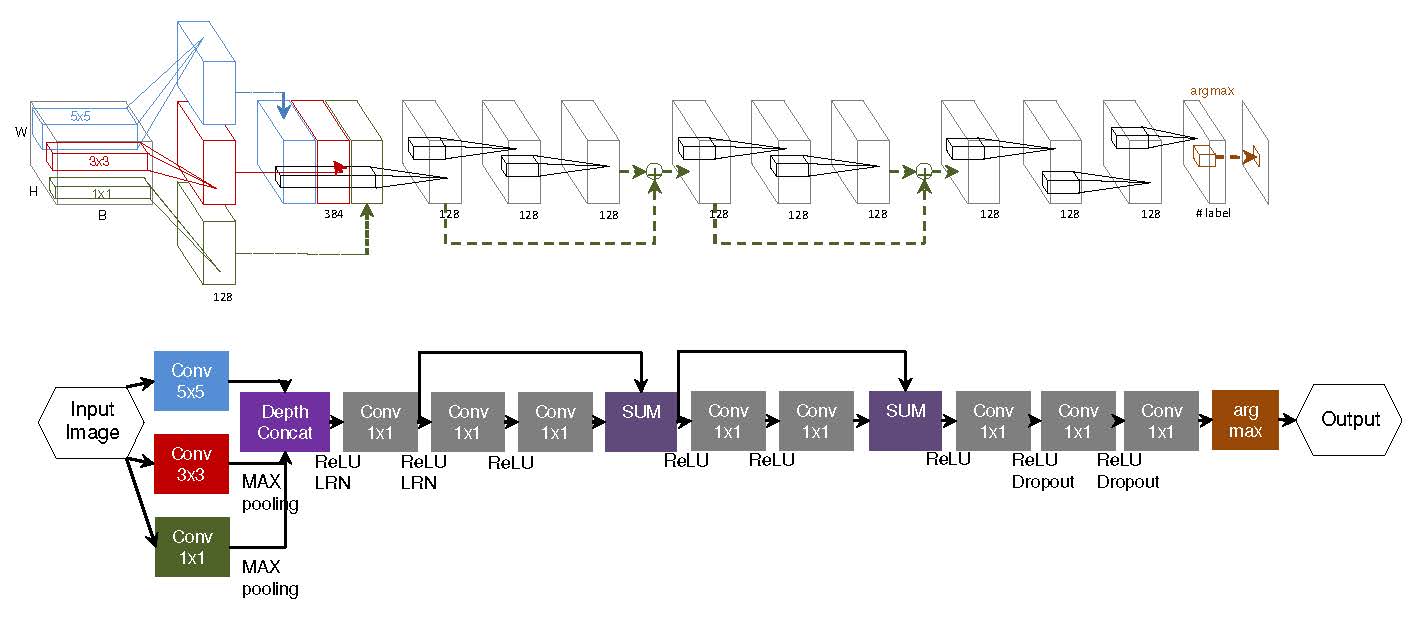 argmax
5x5
W
3x3
H
1x1
B
384
128
128
128
128
128
128
128
128
128
# label
128
Conv
5x5
Input
Image
Depth
Concat
Conv
1x1
Conv
1x1
Conv
1x1
SUM
Conv
1x1
Conv
1x1
SUM
Conv
1x1
Conv
1x1
Conv
1x1
arg
max
Output
Conv
3x3
MAX
pooling
ReLU
LRN
ReLU
LRN
ReLU
ReLU
ReLU
ReLU
ReLU
Dropout
ReLU
Dropout
Conv
1x1
MAX
pooling